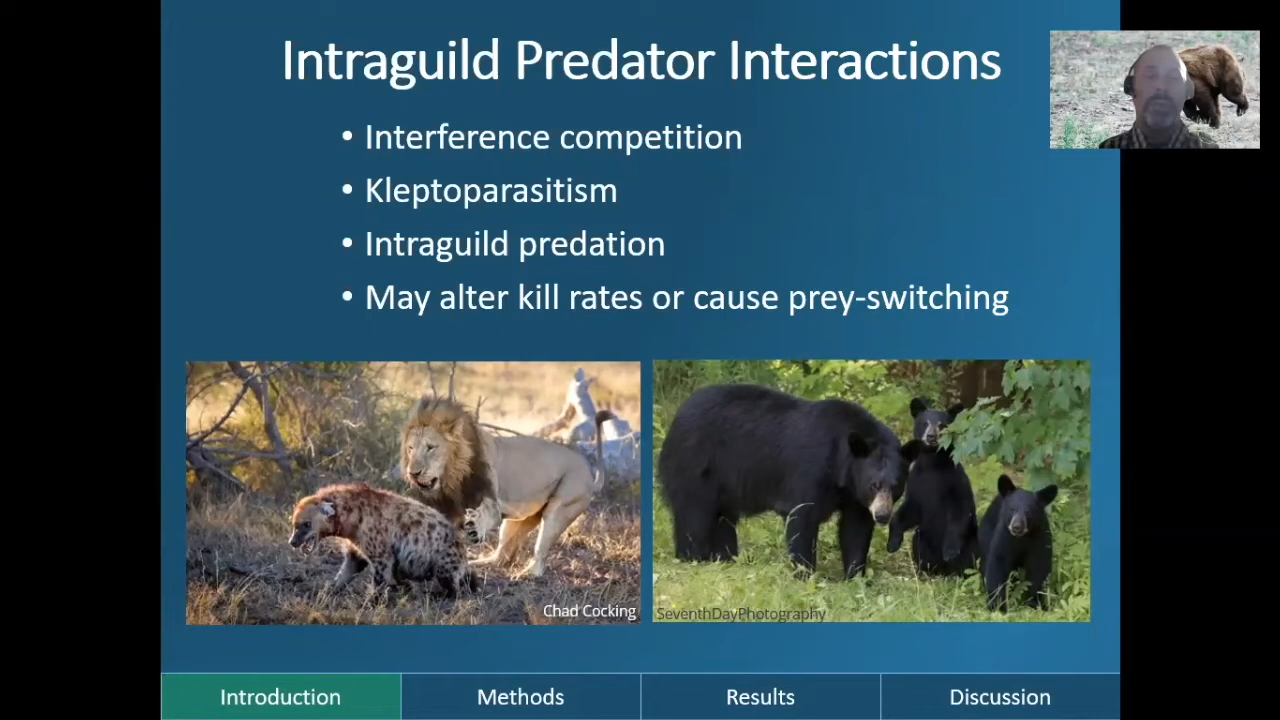 Intraguild Predator Interactions
• Interference competition
• Kleptoparasitism
• Intraguild predation
• May alter kill rates or cause prey-switching
Chad Cocking
SeventhDayPhotography
Introduction
Methods
Results
Discussion